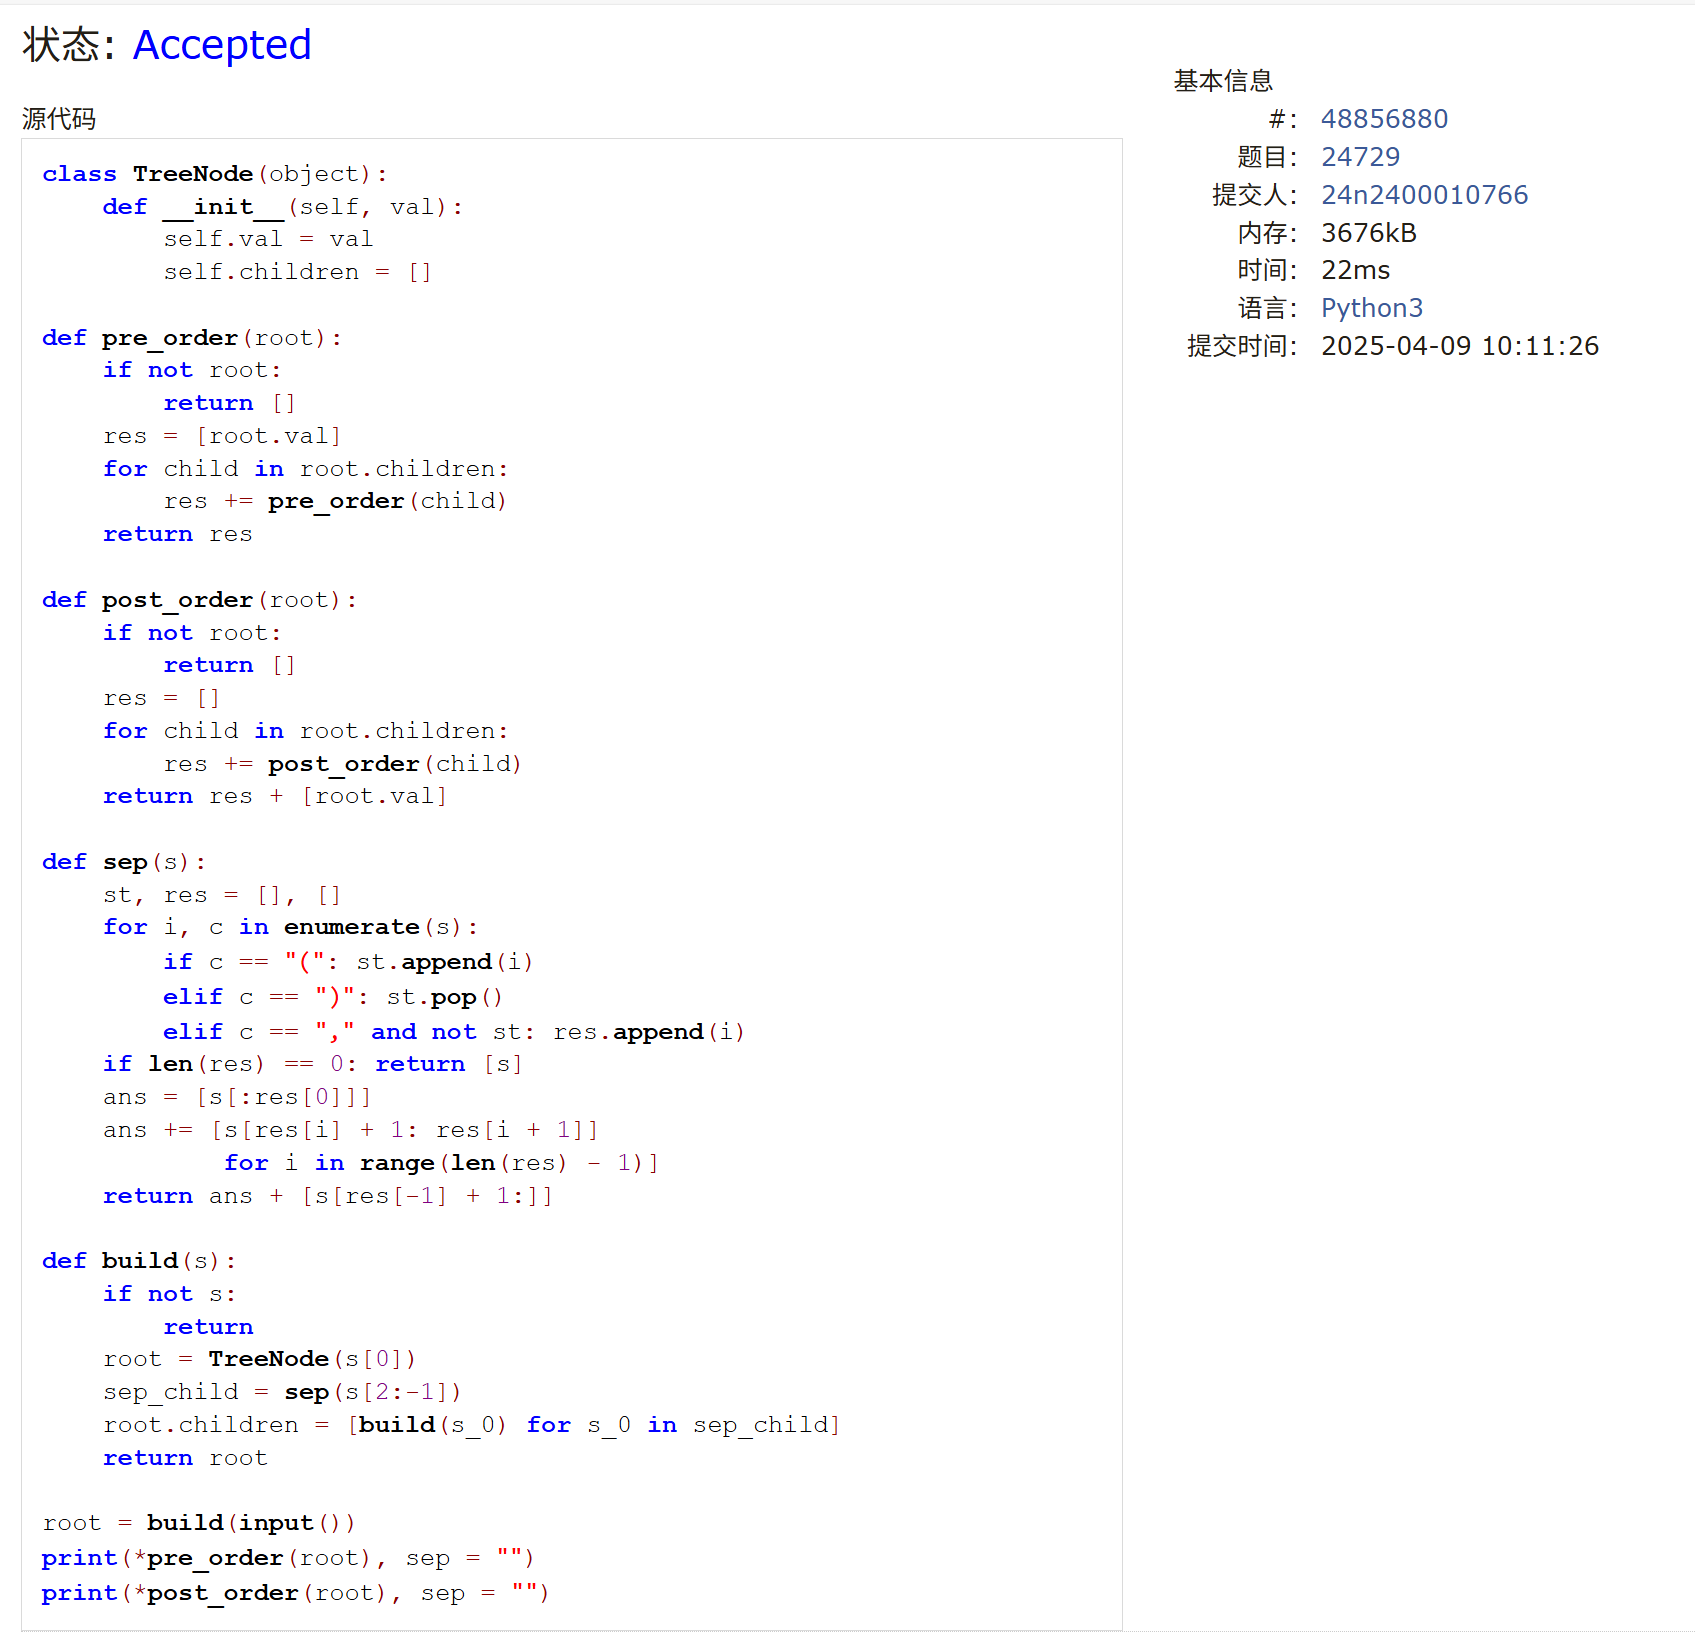 状态: Accepted
源代码
class TreeNode(object):
    def __init__(self, val):
        self.val = val
        self.children = []

def pre_order(root):
    if not root:
        return []
    res = [root.val]
    for child in root.children:
        res += pre_order(child)
    return res

def post_order(root):
    if not root:
        return []
    res = []
    for child in root.children:
        res += post_order(child)
    return res + [root.val]

def sep(s):
    st, res = [], []
    for i, c in enumerate(s):
        if c == "(": st.append(i)
        elif c == ")": st.pop()
        elif c == "," and not st: res.append(i)
    if len(res) == 0: return [s]
    ans = [s[:res[0]]]
    ans += [s[res[i] + 1: res[i + 1]]
            for i in range(len(res) - 1)]
    return ans + [s[res[-1] + 1:]]

def build(s):
    if not s:
        return
    root = TreeNode(s[0])
    sep_child = sep(s[2:-1])
    root.children = [build(s_0) for s_0 in sep_child]
    return root

root = build(input())
print(*pre_order(root), sep = "")
print(*post_order(root), sep = "")
基本信息
#: 48856880
题目: 24729
提交人: 24n2400010766
内存: 3676kB
时间: 22ms
语言: Python3
提交时间: 2025-04-09 10:11:26